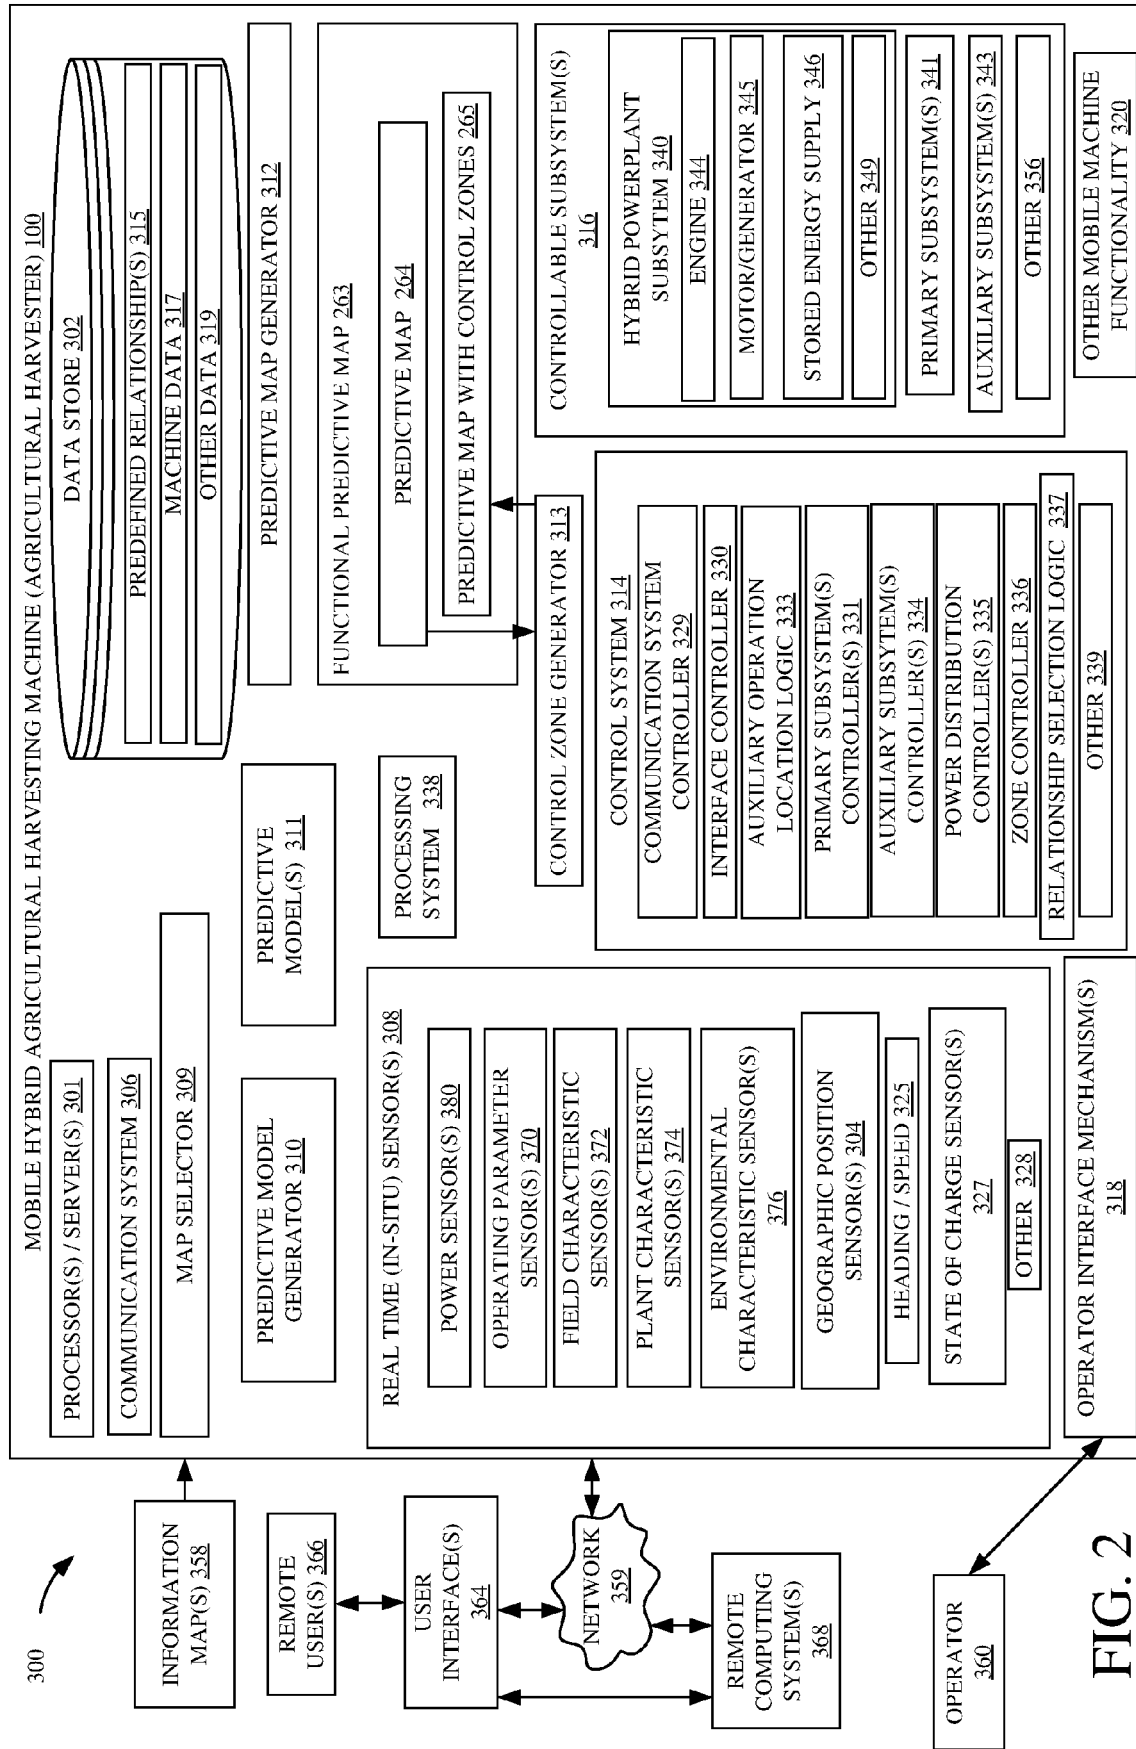 300
INFORMATION
MAP(S) 358
REMOTE
USER(S) 366
USER
INTERFACE(S)
364
NETWORK
359
REMOTE
COMPUTING
SYSTEM(S)
368
OPERATOR
360
FIG. 2
MOBILE HYBRID AGRICULTURAL HARVESTING MACHINE (AGRICULTURAL HARVESTER) 100
PROCESSOR(S) / SERVER(S) 301
COMMUNICATION SYSTEM 306
MAP SELECTOR 309
PREDICTIVE MODEL
GENERATOR 310
PREDICTIVE
MODEL(S) 311
DATA STORE 302
PREDEFINED RELATIONSHIP(S) 315
MACHINE DATA 317
OTHER DATA 319
PREDICTIVE MAP GENERATOR 312
REAL TIME (IN-SITU) SENSOR(S) 308
POWER SENSOR(S) 380
OPERATING PARAMETER
SENSOR(S) 370
FIELD CHARACTERISTIC
SENSOR(S) 372
PLANT CHARACTERISTIC
SENSOR(S) 374
ENVIRONMENTAL
CHARACTERISTIC SENSOR(S)
376
GEOGRAPHIC POSITION
SENSOR(S) 304
HEADING / SPEED 325
STATE OF CHARGE SENSOR(S)
327
OTHER 328
OPERATOR INTERFACE MECHANISM(S)
318
PROCESSING
SYSTEM 338
FUNCTIONAL PREDICTIVE MAP 263
PREDICTIVE MAP 264
PREDICTIVE MAP WITH CONTROL ZONES 265
CONTROL ZONE GENERATOR 313
CONTROL SYSTEM 314
COMMUNICATION SYSTEM
CONTROLLER 329
INTERFACE CONTROLLER 330
AUXILIARY OPERATION
LOCATION LOGIC 333
PRIMARY SUBSYSTEM(S)
CONTROLLER(S) 331
AUXILIARY SUBSYTEM(S)
CONTROLLER(S) 334
POWER DISTRIBUTION
CONTROLLER(S) 335
ZONE CONTROLLER 336
RELATIONSHIP SELECTION LOGIC 337
OTHER 339
CONTROLLABLE SUBSYSTEM(S)
316
HYBRID POWERPLANT
SUBSYTEM 340
ENGINE 344
MOTOR/GENERATOR 345
STORED ENERGY SUPPLY 346
OTHER 349
PRIMARY SUBSYSTEM(S) 341
AUXILIARY SUBSYSTEM(S) 343
OTHER 356
OTHER MOBILE MACHINE
FUNCTIONALITY 320